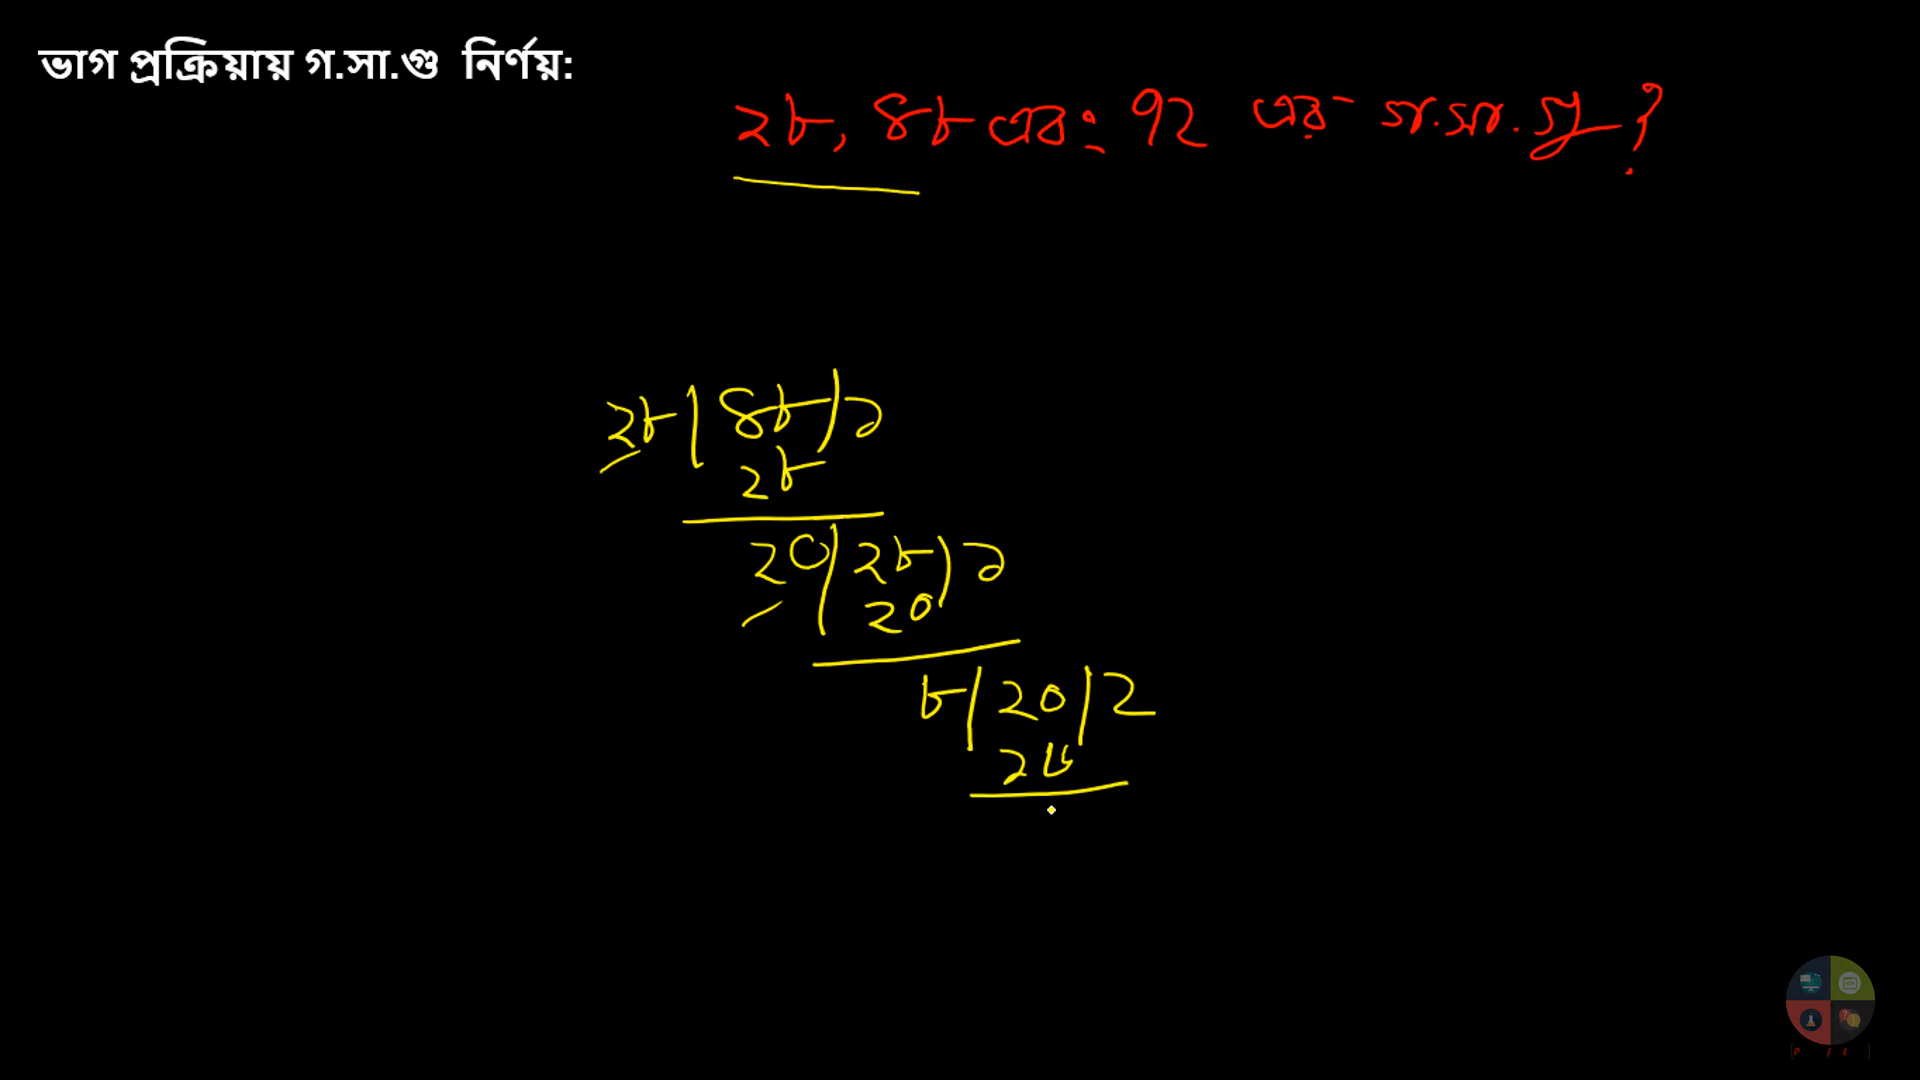 ভাগ প্রক্রিয়ায় গ.সা.গু নির্ণয়:
২৮, ৪৮ এবং ৭২ এর গ.সা.গু ?
২৮ | ৪৮ ) ১
২৮
২০ | ২৮ ) ১
২০
৮ | ২০ | ২
১৬